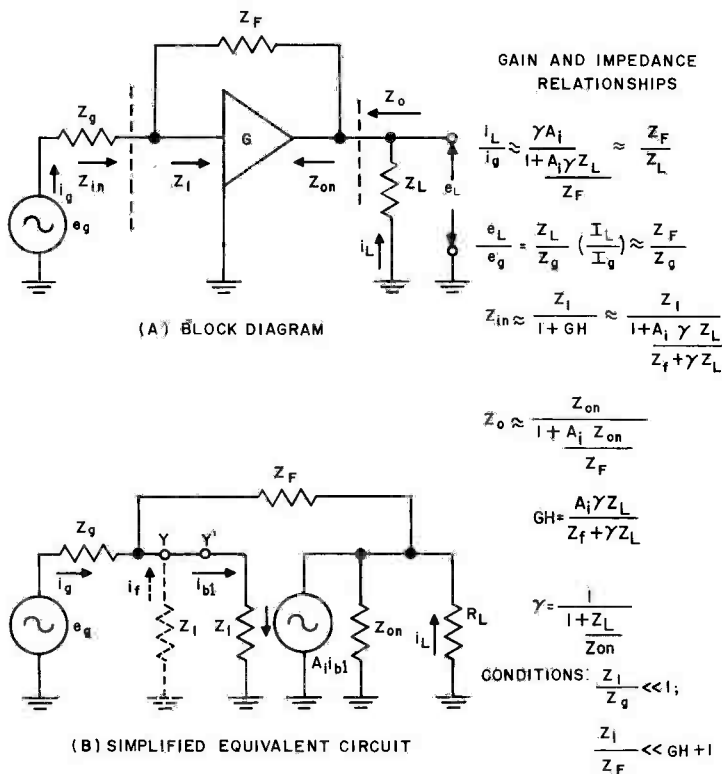 GAIN AND IMPEDANCE
RELATIONSHIPS
Z_F
Z_g
i_g
Z_in
e_g
Z_I
G
Z_on
Z_o
Z_L
i_L
e_L
i_L/i_g ≈ γA_i/(1+A_iγZ_L/Z_F) ≈ Z_F/Z_L
e_L/e_g = Z_L/Z_g (I_L/I_g) ≈ Z_F/Z_g
Z_in ≈ Z_I/(1+GH) ≈ Z_I/(1+A_i γ Z_L/(Z_f+γZ_L))
(A) BLOCK DIAGRAM
Z_o ≈ Z_on/(1+A_i Z_on/Z_F)
GH = A_iγZ_L/(Z_f+γZ_L)
γ = 1/(1+Z_L/Z_on)
CONDITIONS: Z_I/Z_g <<1;
Z_i/Z_F << GH+1
Z_F
Z_g
Y
Y'
i_g
i_f
i_b1
e_g
Z_I
Z_I
A_ii_b1
Z_on
i_L
R_L
(B) SIMPLIFIED EQUIVALENT CIRCUIT